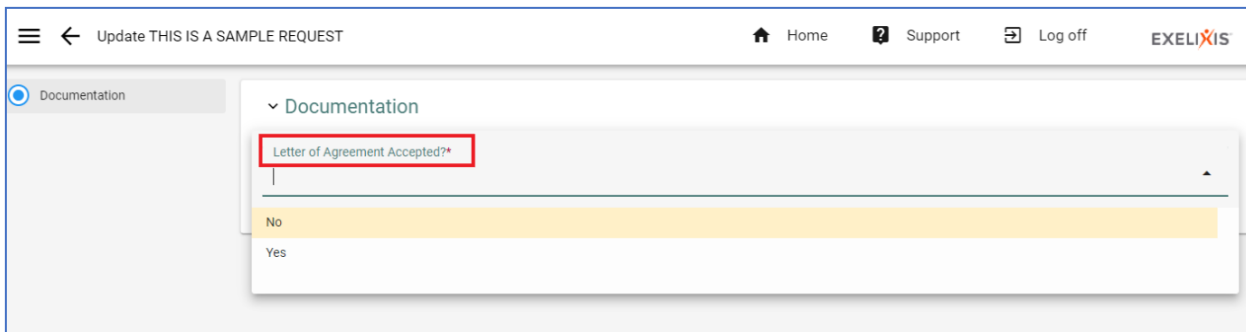 Update THIS IS A SAMPLE REQUEST
Home
Support
Log off
EXELIXIS
Documentation
Documentation
Letter of Agreement Accepted?*
No
Yes